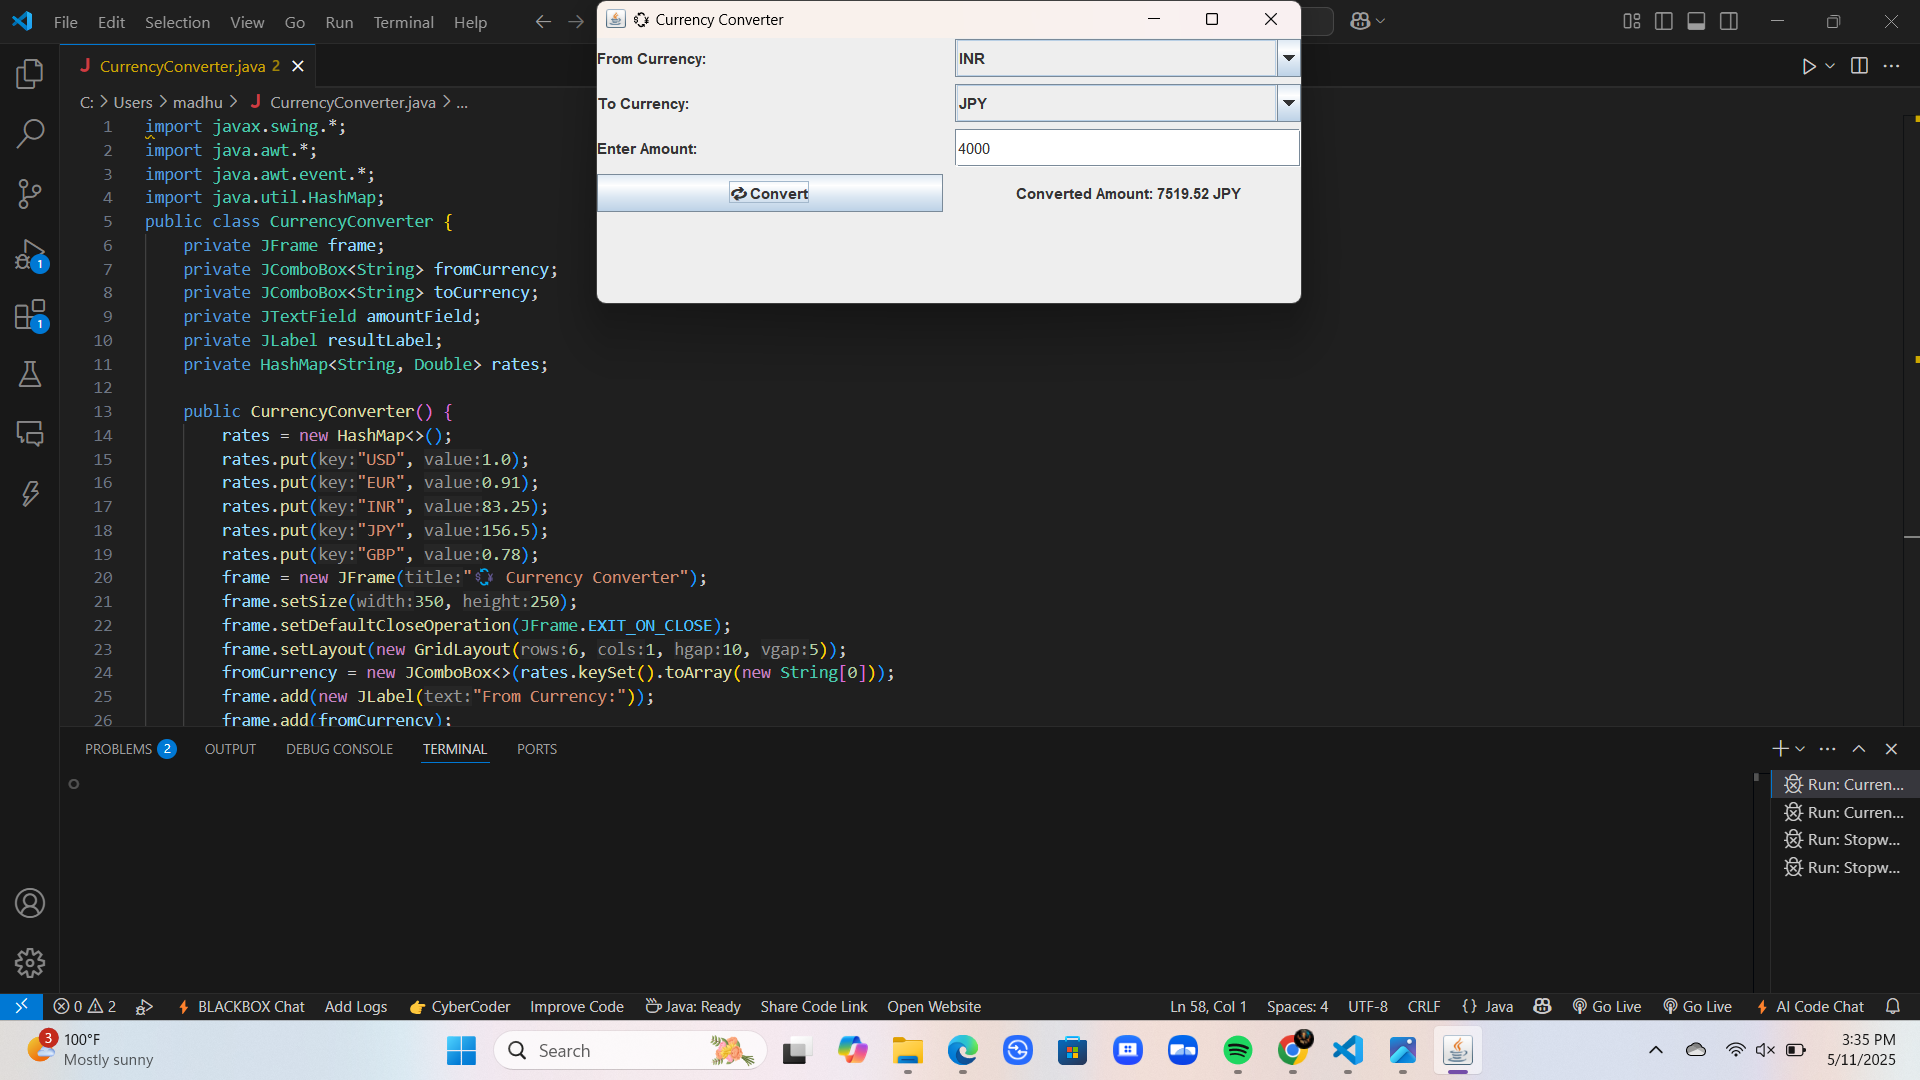 File Edit Selection View Go Run Terminal Help
Currency Converter
From Currency: INR
To Currency: JPY
Enter Amount: 4000
Convert Converted Amount: 7519.52 JPY
J CurrencyConverter.java 2
C: > Users > madhu > J CurrencyConverter.java > ...
1 import javax.swing.*;
2 import java.awt.*;
3 import java.awt.event.*;
4 import java.util.HashMap;
5 public class CurrencyConverter {
6 private JFrame frame;
7 private JComboBox<String> fromCurrency;
8 private JComboBox<String> toCurrency;
9 private JTextField amountField;
10 private JLabel resultLabel;
11 private HashMap<String, Double> rates;
12
13 public CurrencyConverter() {
14 rates = new HashMap<>();
15 rates.put(key:"USD", value:1.0);
16 rates.put(key:"EUR", value:0.91);
17 rates.put(key:"INR", value:83.25);
18 rates.put(key:"JPY", value:156.5);
19 rates.put(key:"GBP", value:0.78);
20 frame = new JFrame(title:"💱 Currency Converter");
21 frame.setSize(width:350, height:250);
22 frame.setDefaultCloseOperation(JFrame.EXIT_ON_CLOSE);
23 frame.setLayout(new GridLayout(rows:6, cols:1, hgap:10, vgap:5));
24 fromCurrency = new JComboBox<>(rates.keySet().toArray(new String[0]));
25 frame.add(new JLabel(text:"From Currency:"));
26 frame.add(fromCurrency);
1
1
PROBLEMS 2 OUTPUT DEBUG CONSOLE TERMINAL PORTS
Run: Curren...
Run: Curren...
Run: Stopw...
Run: Stopw...
0 2 BLACKBOX Chat Add Logs CyberCoder Improve Code Java: Ready Share Code Link Open Website Ln 58, Col 1 Spaces: 4 UTF-8 CRLF {} Java Go Live Go Live AI Code Chat
3 100°F
Mostly sunny
Search
3:35 PM
5/11/2025